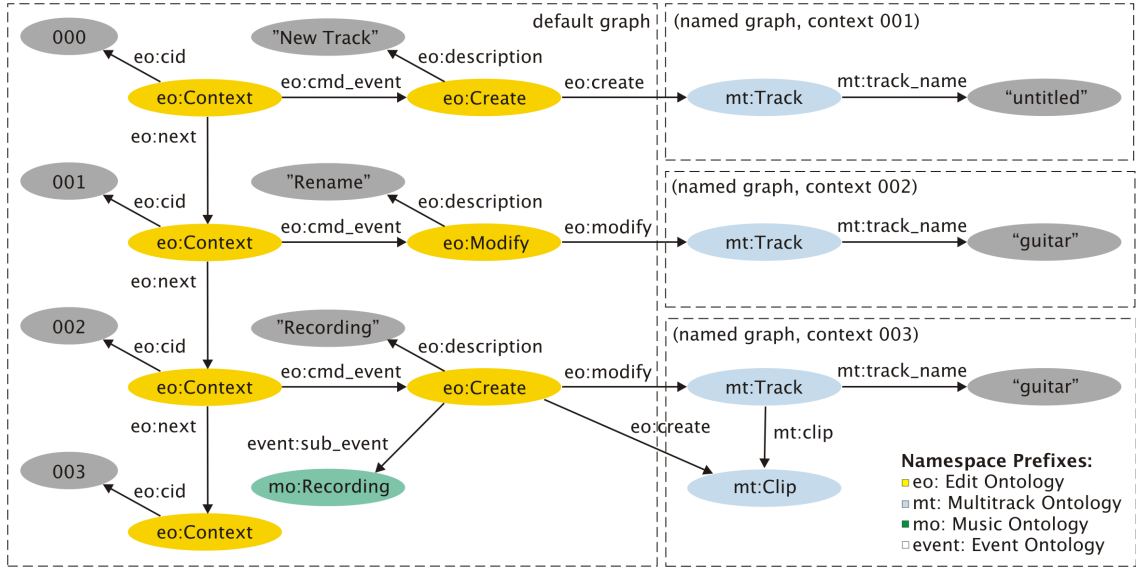 default graph
000
eo:cid
eo:Context
eo:cmd_event
”New Track”
eo:description
eo:Create
eo:create
(named graph, context 001)
mt:Track
mt:track_name
“untitled”
eo:next
001
eo:cid
eo:Context
eo:cmd_event
”Rename”
eo:description
eo:Modify
eo:modify
(named graph, context 002)
mt:Track
mt:track_name
“guitar”
eo:next
002
eo:cid
eo:Context
eo:cmd_event
”Recording”
eo:description
eo:Create
eo:modify
(named graph, context 003)
mt:Track
mt:track_name
“guitar”
eo:next
event:sub_event
eo:create
mt:clip
003
eo:cid
eo:Context
mo:Recording
mt:Clip
Namespace Prefixes:
eo: Edit Ontology
mt: Multitrack Ontology
mo: Music Ontology
event: Event Ontology